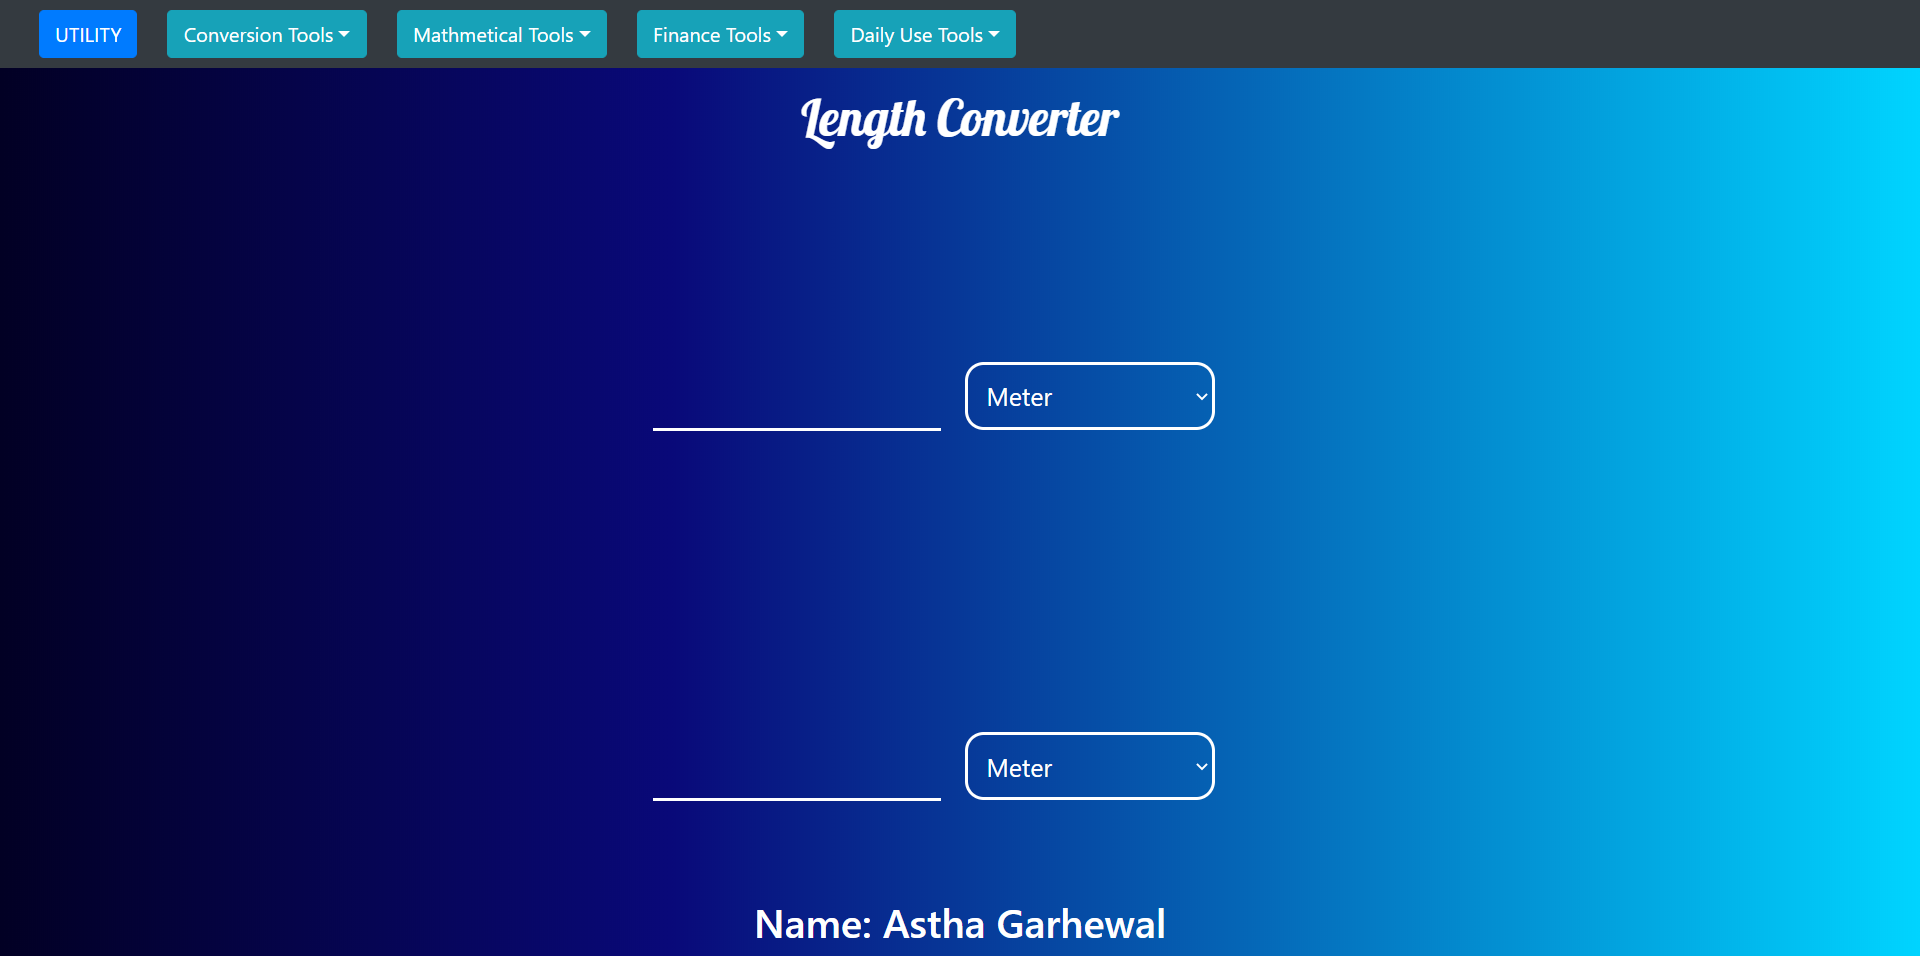 UTILITY Conversion Tools Mathmetical Tools Finance Tools Daily Use Tools
Length Converter
Meter
Meter
Name: Astha Garhewal